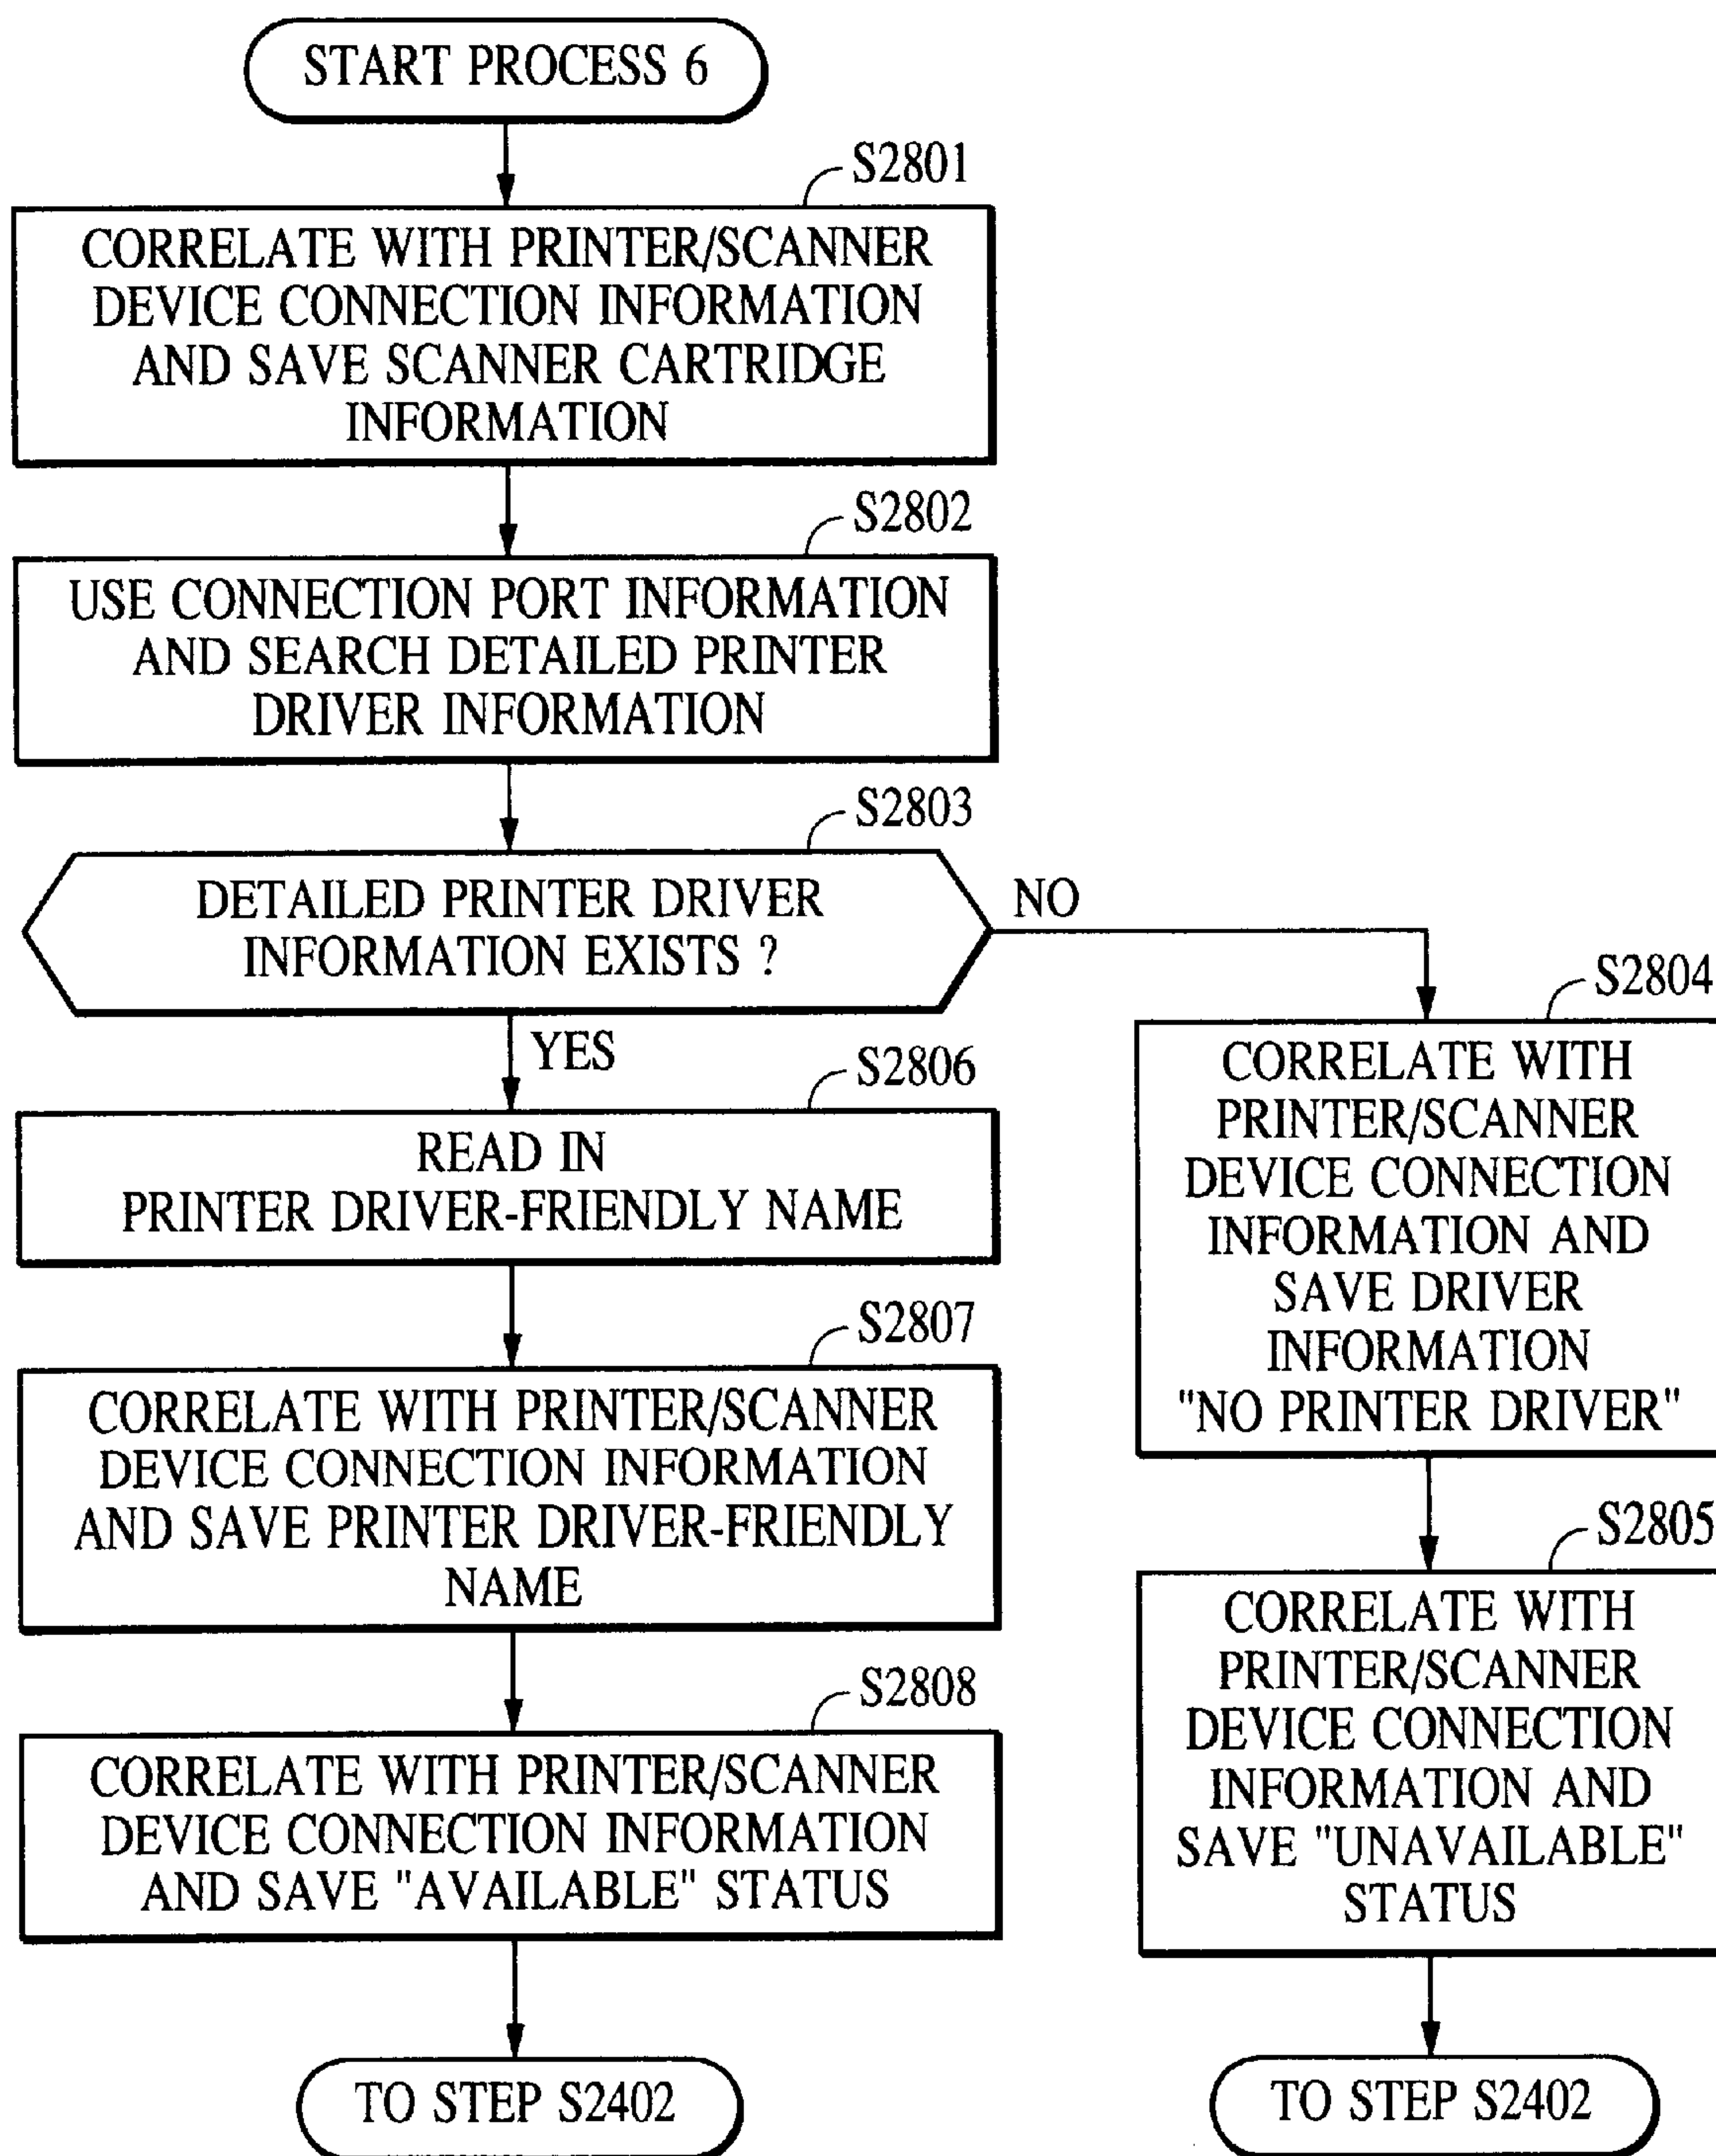 START PROCESS 6
S2801
CORRELATE WITH PRINTER/SCANNER
DEVICE CONNECTION INFORMATION
AND SAVE SCANNER CARTRIDGE
INFORMATION
S2802
USE CONNECTION PORT INFORMATION
AND SEARCH DETAILED PRINTER
DRIVER INFORMATION
S2803
DETAILED PRINTER DRIVER
INFORMATION EXISTS ?
NO
YES
S2804
CORRELATE WITH
PRINTER/SCANNER
DEVICE CONNECTION
INFORMATION AND
SAVE DRIVER
INFORMATION
"NO PRINTER DRIVER"
S2805
CORRELATE WITH
PRINTER/SCANNER
DEVICE CONNECTION
INFORMATION AND
SAVE "UNAVAILABLE"
STATUS
TO STEP S2402
S2806
READ IN
PRINTER DRIVER-FRIENDLY NAME
S2807
CORRELATE WITH PRINTER/SCANNER
DEVICE CONNECTION INFORMATION
AND SAVE PRINTER DRIVER-FRIENDLY
NAME
S2808
CORRELATE WITH PRINTER/SCANNER
DEVICE CONNECTION INFORMATION
AND SAVE "AVAILABLE" STATUS
TO STEP S2402